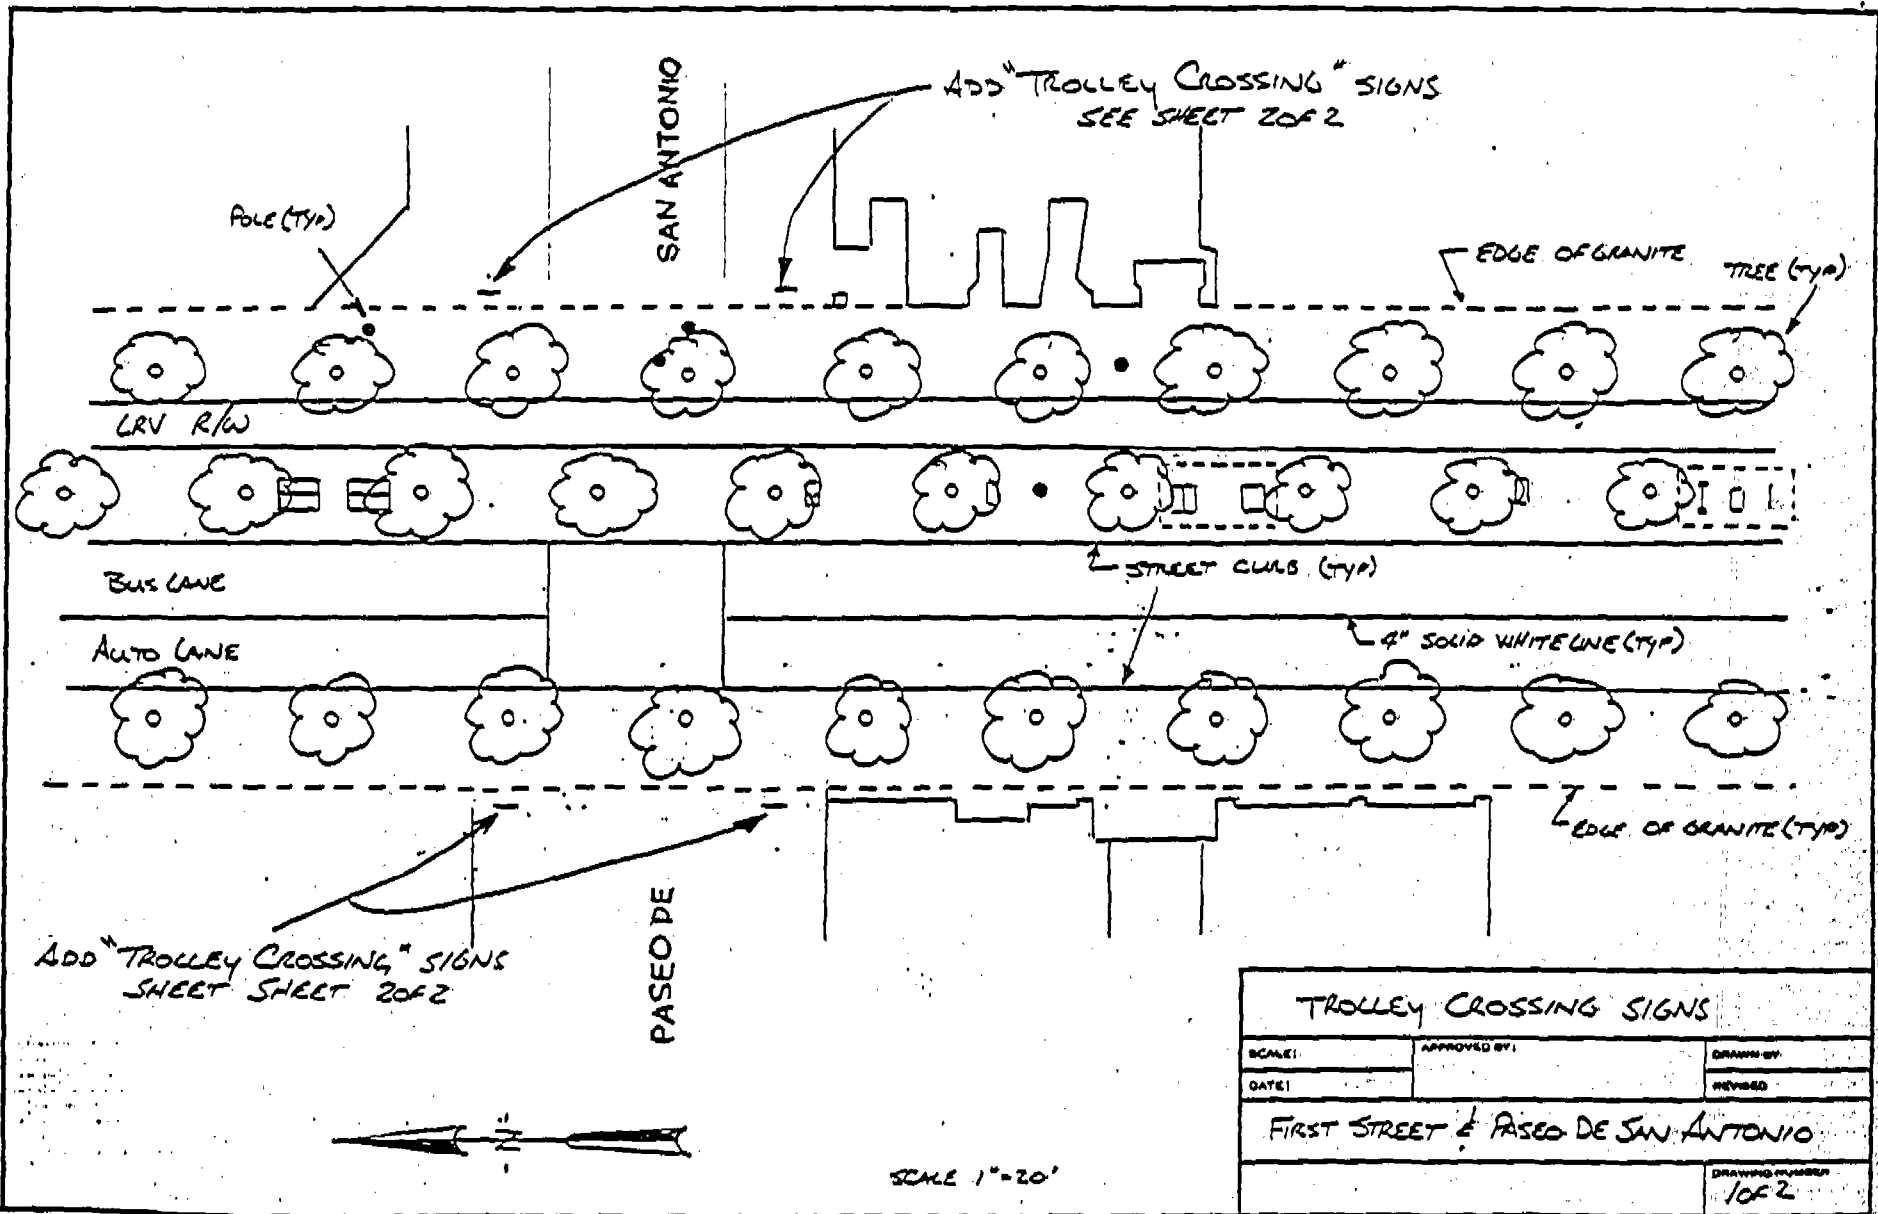 SAN ANTONIO
ADD "TROLLEY CROSSING" SIGNS
SEE SHEET 2 OF 2
POLE (TYP)
EDGE OF GRANITE
TREE (TYP)
LRV R/W
BUS LANE
STREET CURB (TYP)
AUTO LANE
4" SOLID WHITE LINE (TYP)
EDGE OF GRANITE (TYP)
ADD "TROLLEY CROSSING" SIGNS
SHEET SHEET 2 OF 2
PASEO DE
TROLLEY CROSSING SIGNS
SCALE:
APPROVED BY:
DRAWN BY
DATE:
REVISED
FIRST STREET & PASEO DE SAN ANTONIO
N
SCALE 1"=20'
DRAWING NUMBER
1 OF 2